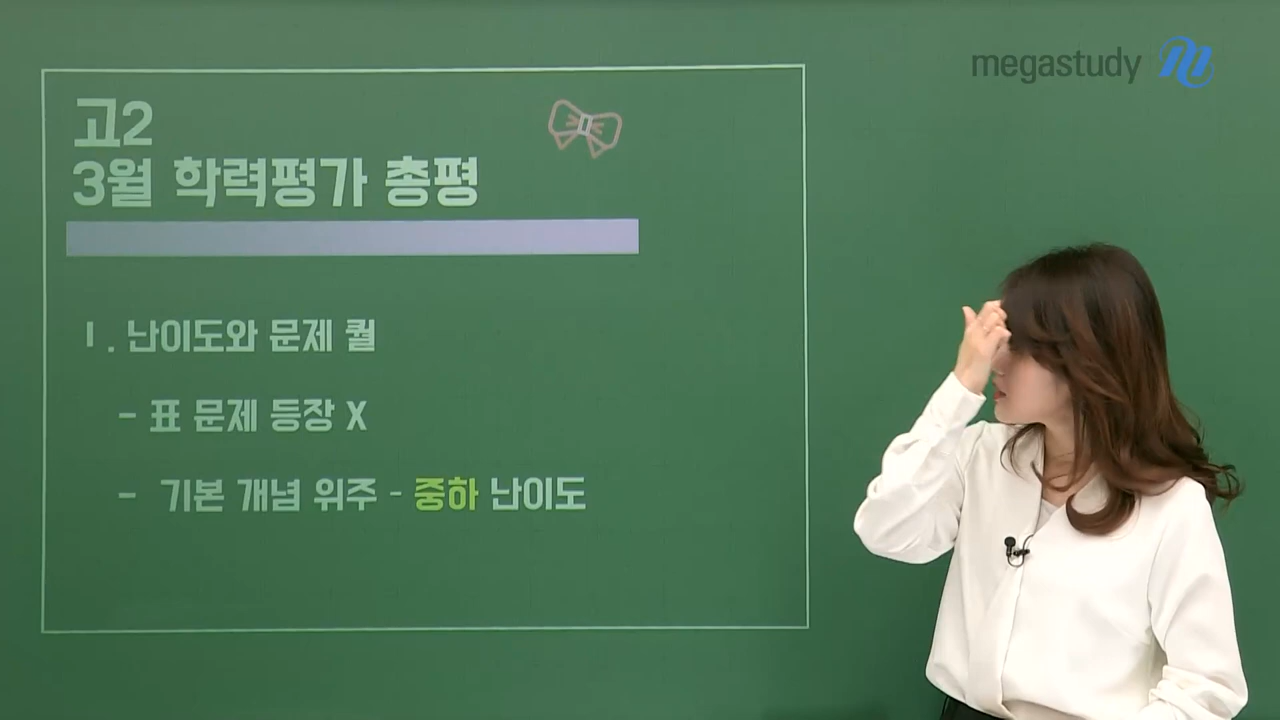 megastudy
고2
3월 학력평가 총평
I . 난이도와 문제 퀄
- 표 문제 등장 X
- 기본 개념 위주 - 중하 난이도